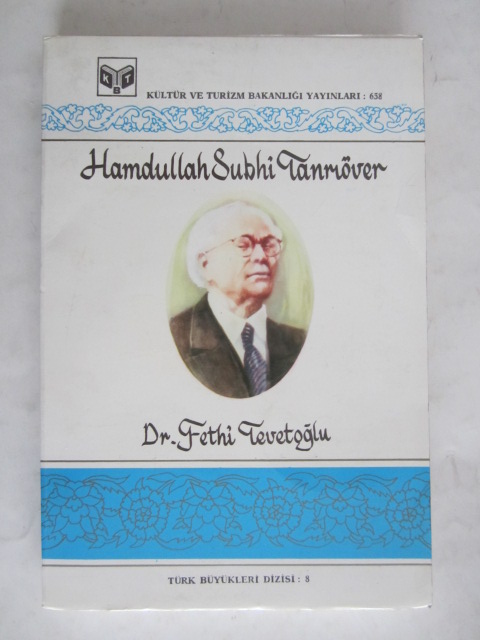 KBT
KÜLTÜR VE TURİZM BAKANLIĞI YAYINLARI : 638
Hamdullah Subhi Tanrıöver
Dr. Fethi Tevetoğlu
TÜRK BÜYÜKLERİ DİZİSİ : 8